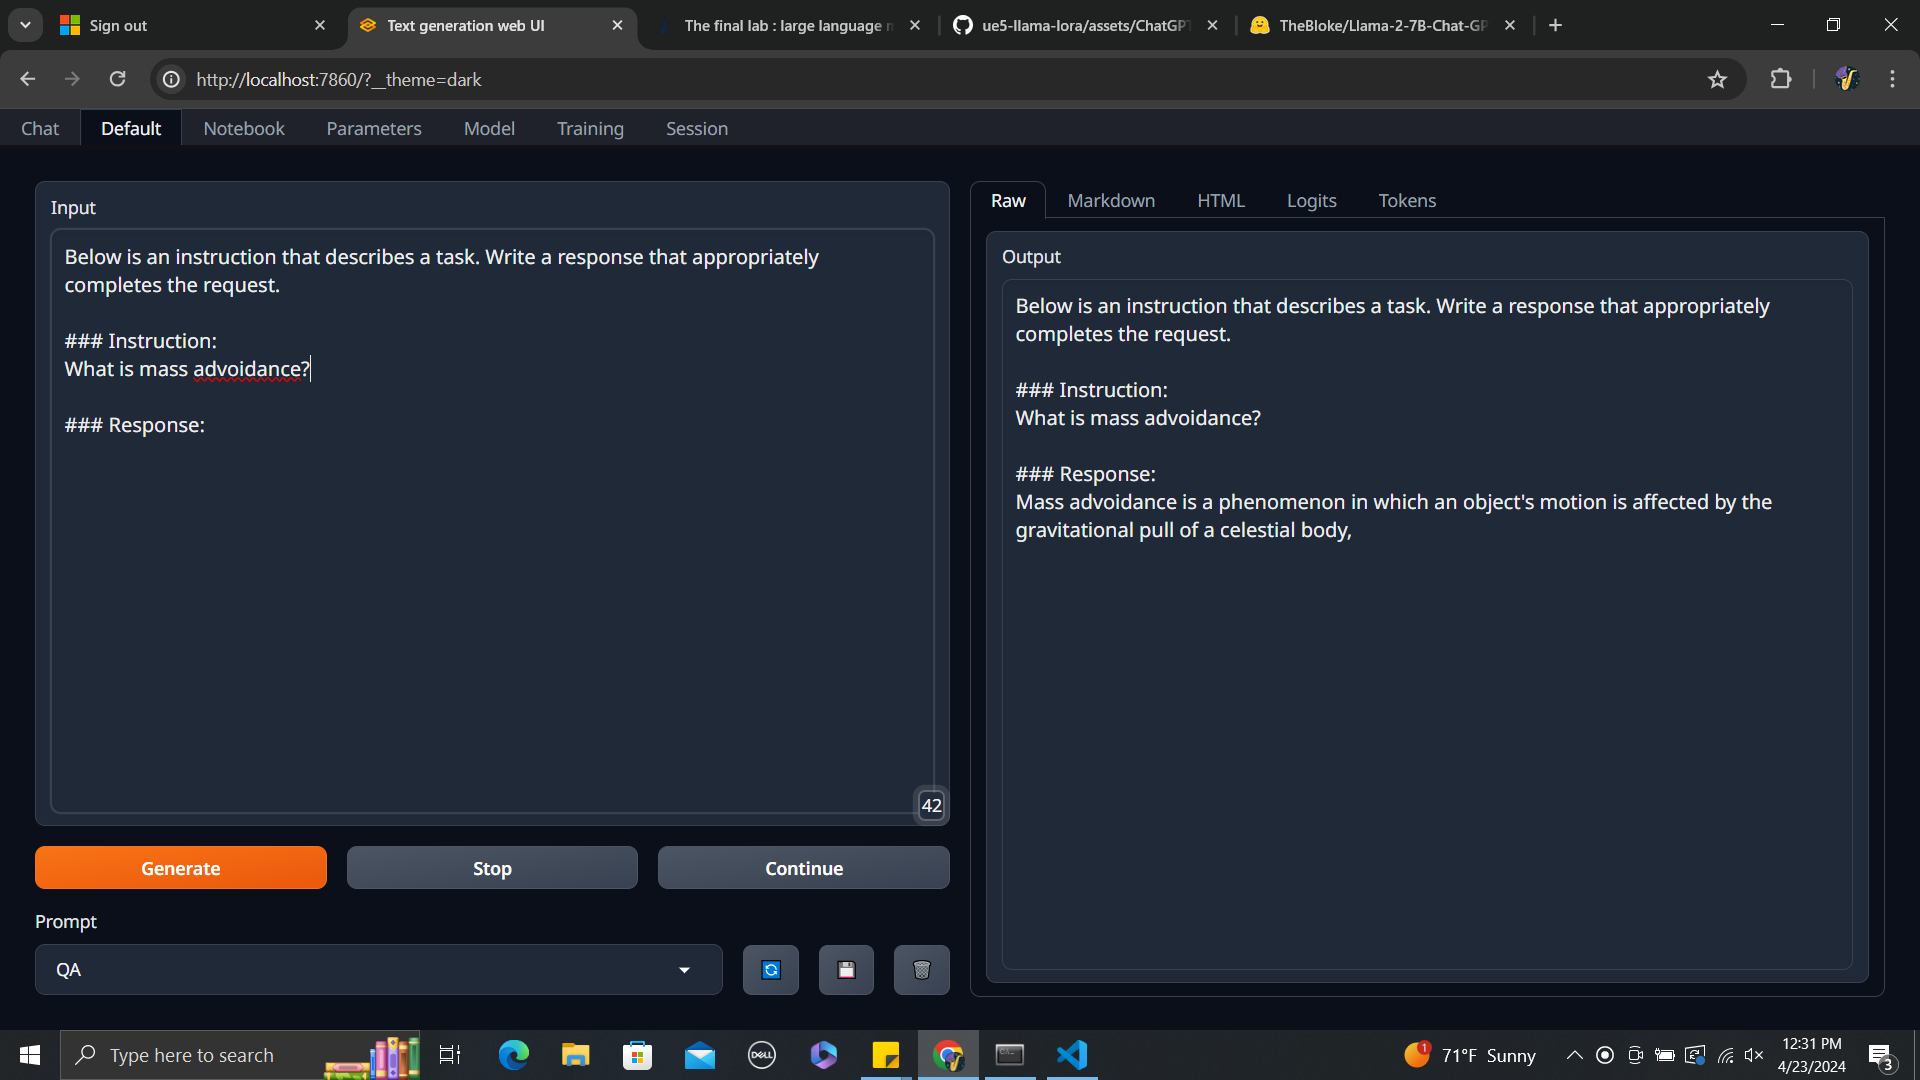 Sign out
Text generation web UI
The final lab : large language m
ue5-llama-lora/assets/ChatGPT
TheBloke/Llama-2-7B-Chat-GP
http://localhost:7860/?__theme=dark
Chat
Default
Notebook
Parameters
Model
Training
Session
Input
Below is an instruction that describes a task. Write a response that appropriately
completes the request.
### Instruction:
What is mass advoidance?
### Response:
42
Generate
Stop
Continue
Prompt
QA
Raw
Markdown
HTML
Logits
Tokens
Output
Below is an instruction that describes a task. Write a response that appropriately
completes the request.
### Instruction:
What is mass advoidance?
### Response:
Mass advoidance is a phenomenon in which an object's motion is affected by the
gravitational pull of a celestial body,
Type here to search
DELL
1
71°F Sunny
12:31 PM
4/23/2024
3